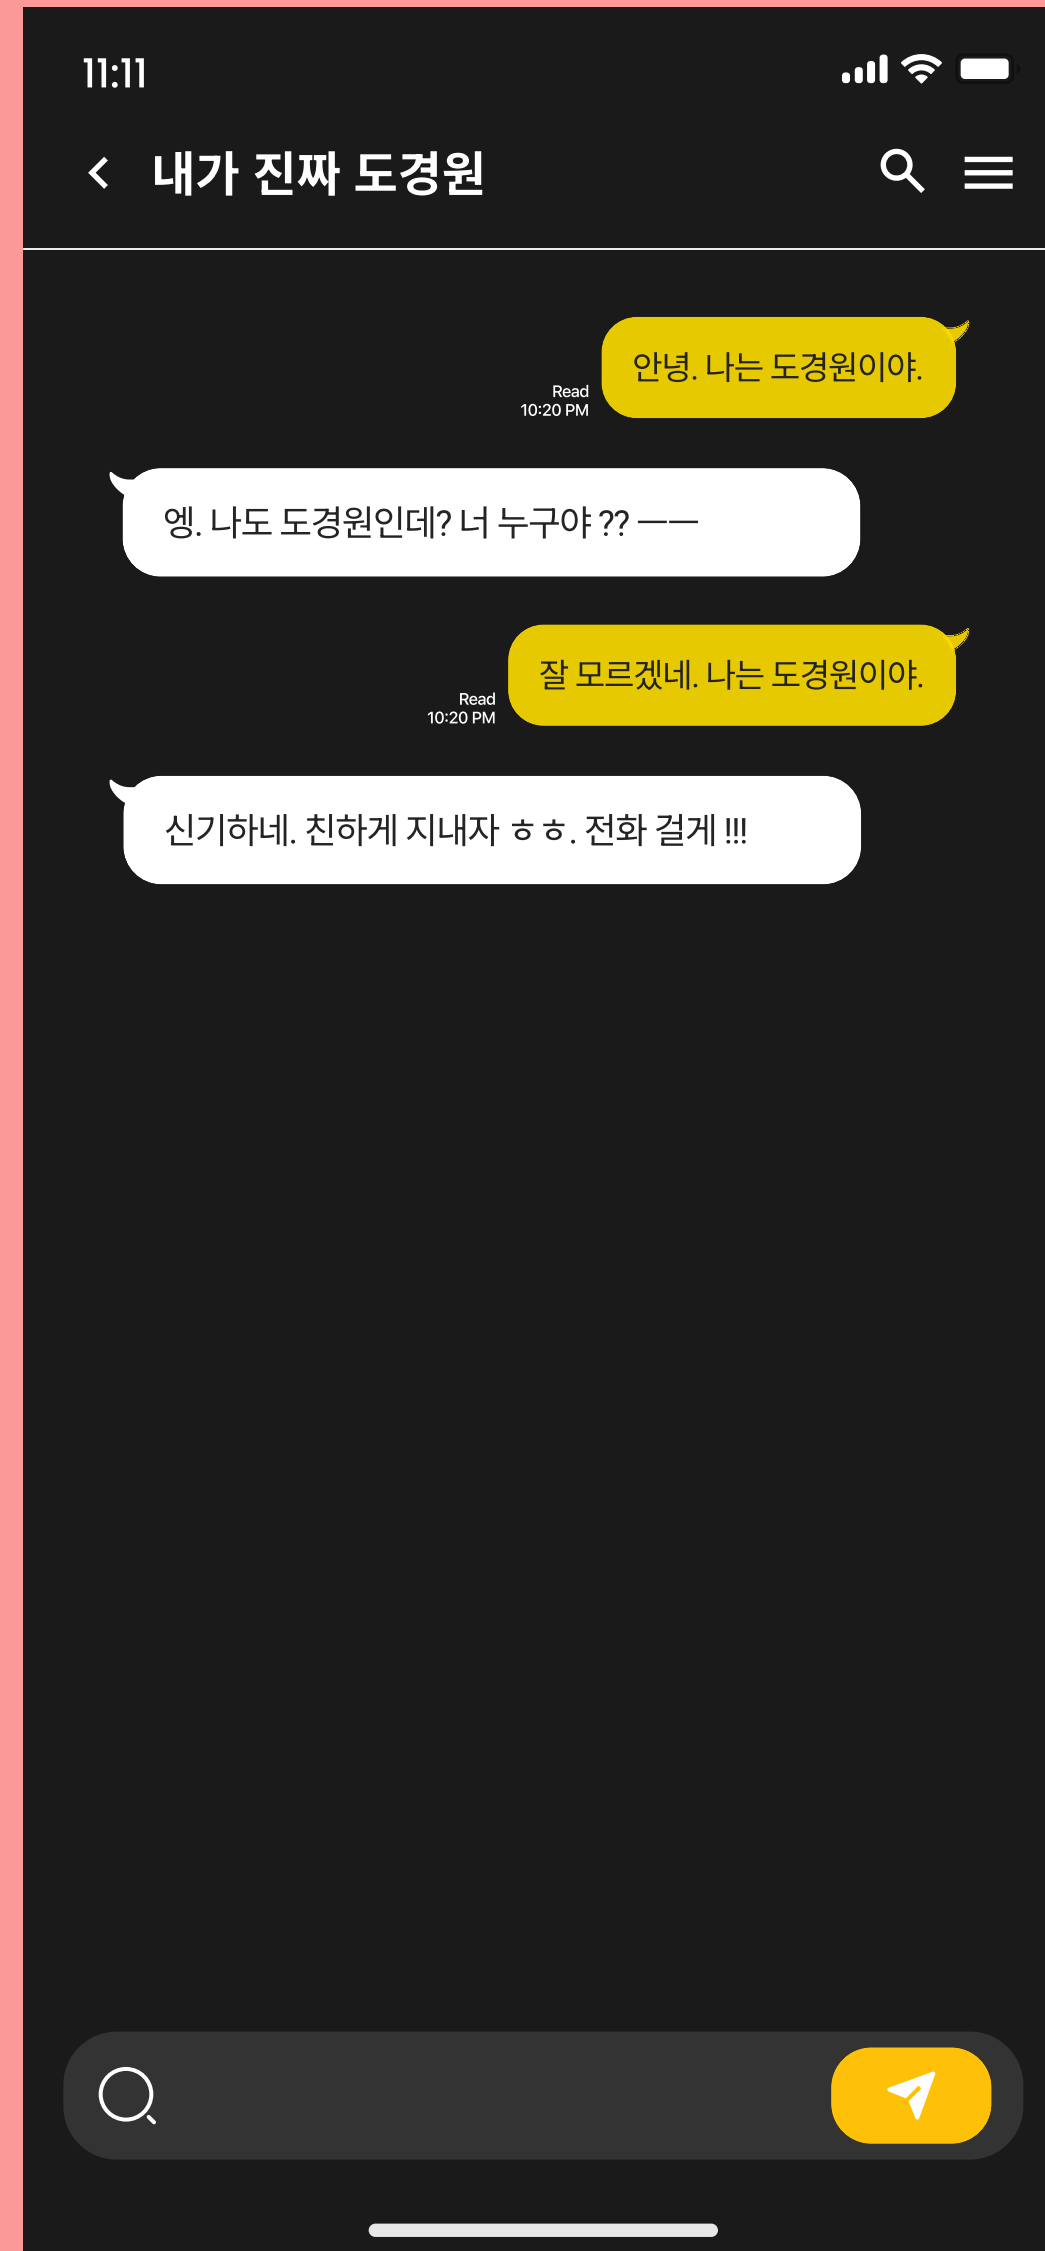 11:11
내가 진짜 도경원
안녕. 나는 도경원이야.
Read
10:20 PM
엥. 나도 도경원인데? 너 누구야 ?? ㅡㅡ
잘 모르겠네. 나는 도경원이야.
Read
10:20 PM
신기하네. 친하게 지내자 ㅎㅎ. 전화 걸게 !!!